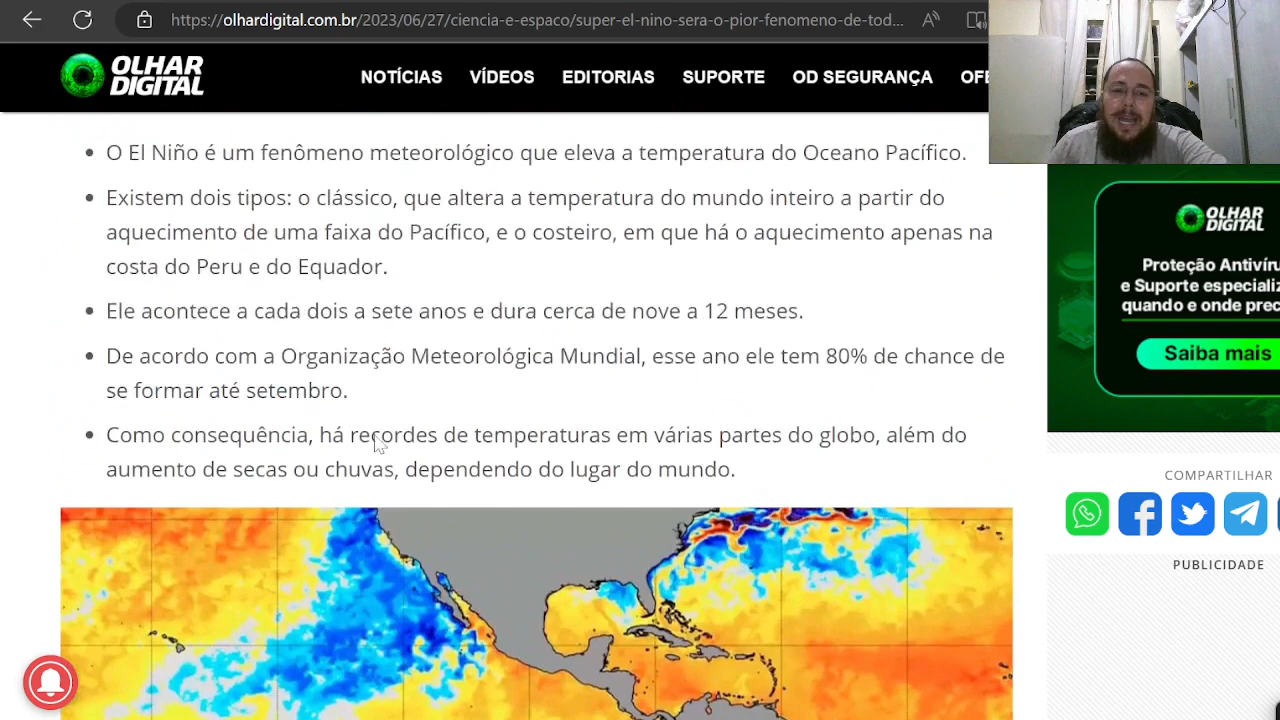 https://olhardigital.com.br/2023/06/27/ciencia-e-espaco/super-el-nino-sera-o-pior-fenomeno-de-tod...
OLHAR
DIGITAL
NOTÍCIAS VÍDEOS EDITORIAS SUPORTE OD SEGURANÇA
O El Niño é um fenômeno meteorológico que eleva a temperatura do Oceano Pacífico.
Existem dois tipos: o clássico, que altera a temperatura do mundo inteiro a partir do
aquecimento de uma faixa do Pacífico, e o costeiro, em que há o aquecimento apenas na
costa do Peru e do Equador.
Ele acontece a cada dois a sete anos e dura cerca de nove a 12 meses.
De acordo com a Organização Meteorológica Mundial, esse ano ele tem 80% de chance de
se formar até setembro.
Como consequência, há recordes de temperaturas em várias partes do globo, além do
aumento de secas ou chuvas, dependendo do lugar do mundo.
OLHAR
DIGITAL
Proteção
e Suporte
quando e onde
Saiba mais
COMPARTILHAR
PUBLICIDADE